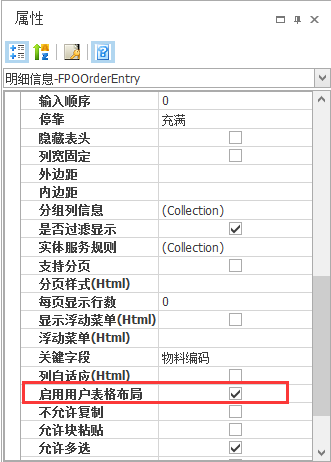 属性
明细信息-FPOOrderEntry
输入顺序 0
停靠 充满
隐藏表头
列宽固定
外边距
内边距
分组列信息 (Collection)
是否过滤显示
实体服务规则 (Collection)
支持分页
分页样式(Html)
每页显示行数 0
显示浮动菜单(Html)
浮动菜单(Html)
关键字段 物料编码
列自适应(Html)
启用用户表格布局
不允许复制
允许块粘贴
允许多选